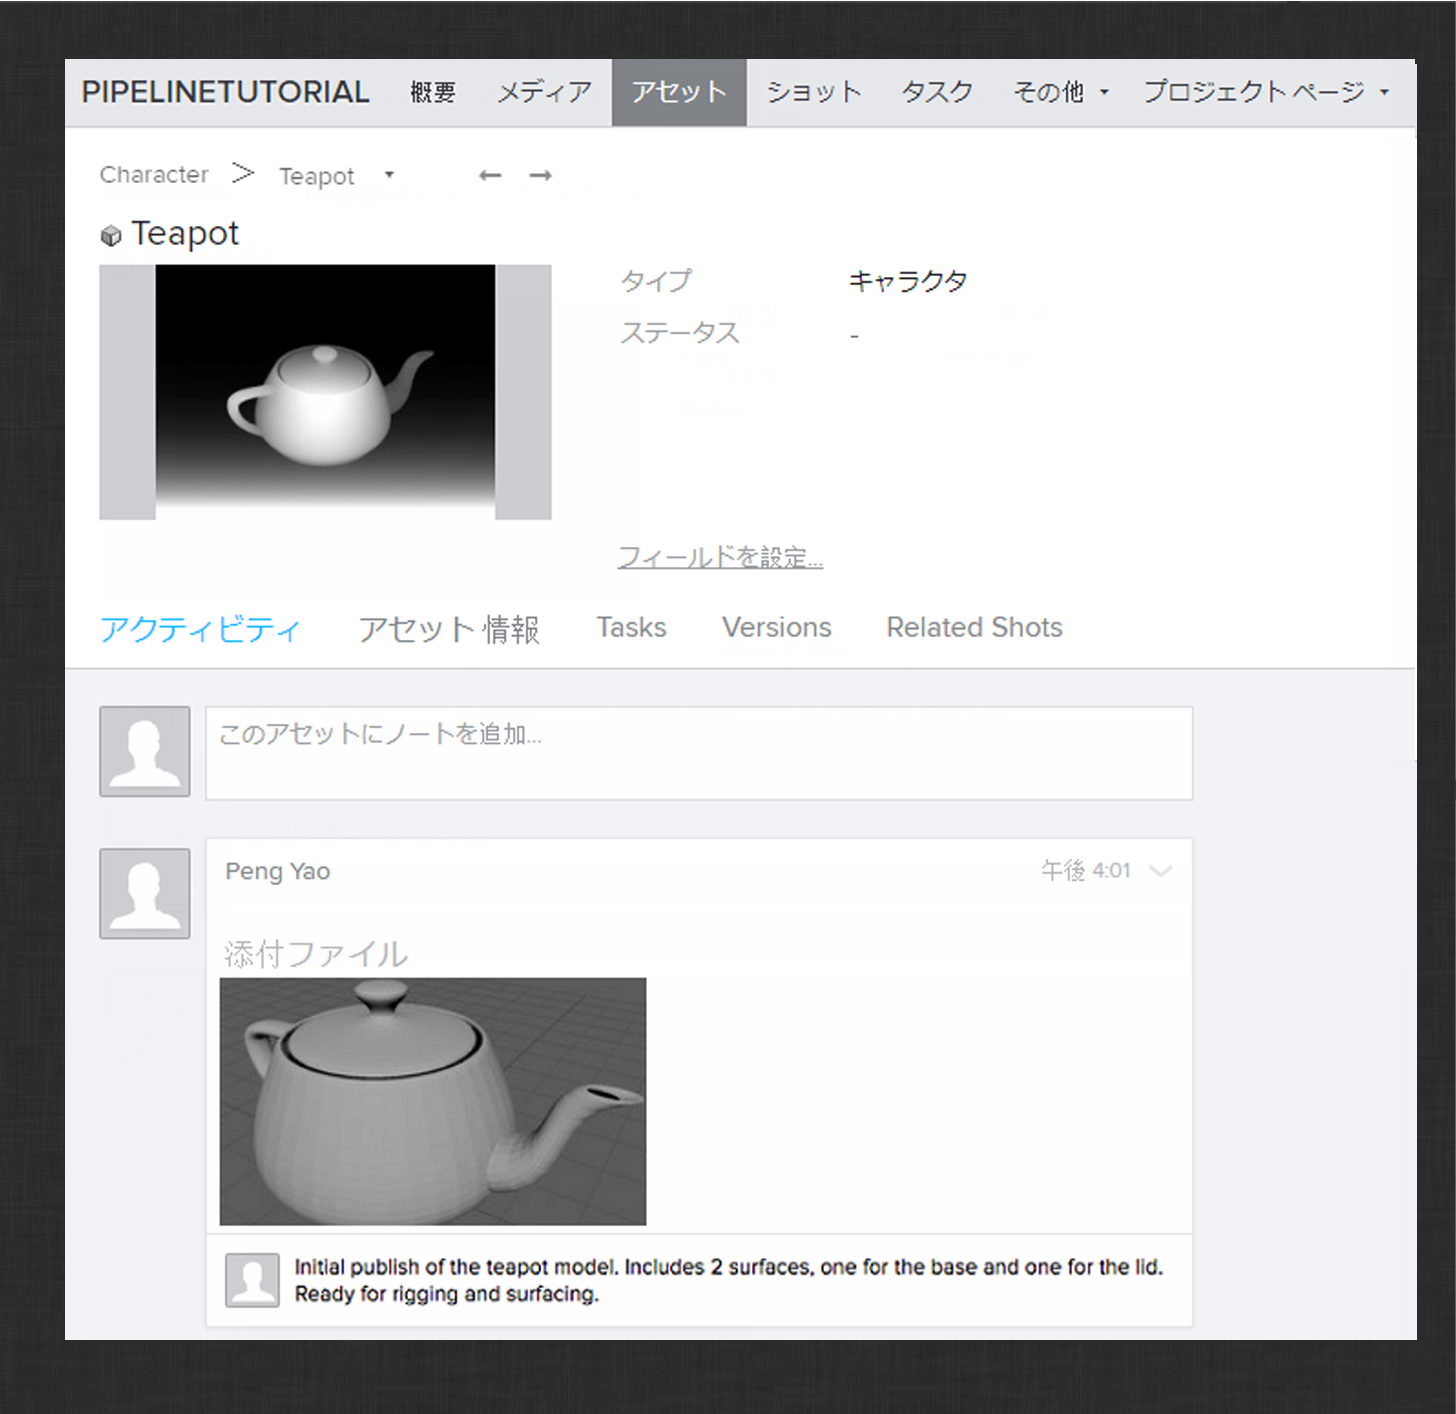 PIPELINETUTORIAL 概要 メディア アセット ショット タスク その他 プロジェクト ページ
Character > Teapot
Teapot
タイプ キャラクタ
ステータス -
フィールドを設定...
アクティビティ アセット 情報 Tasks Versions Related Shots
このアセットにノートを追加...
Peng Yao 午後 4:01
添付ファイル
Initial publish of the teapot model. Includes 2 surfaces, one for the base and one for the lid.
Ready for rigging and surfacing.